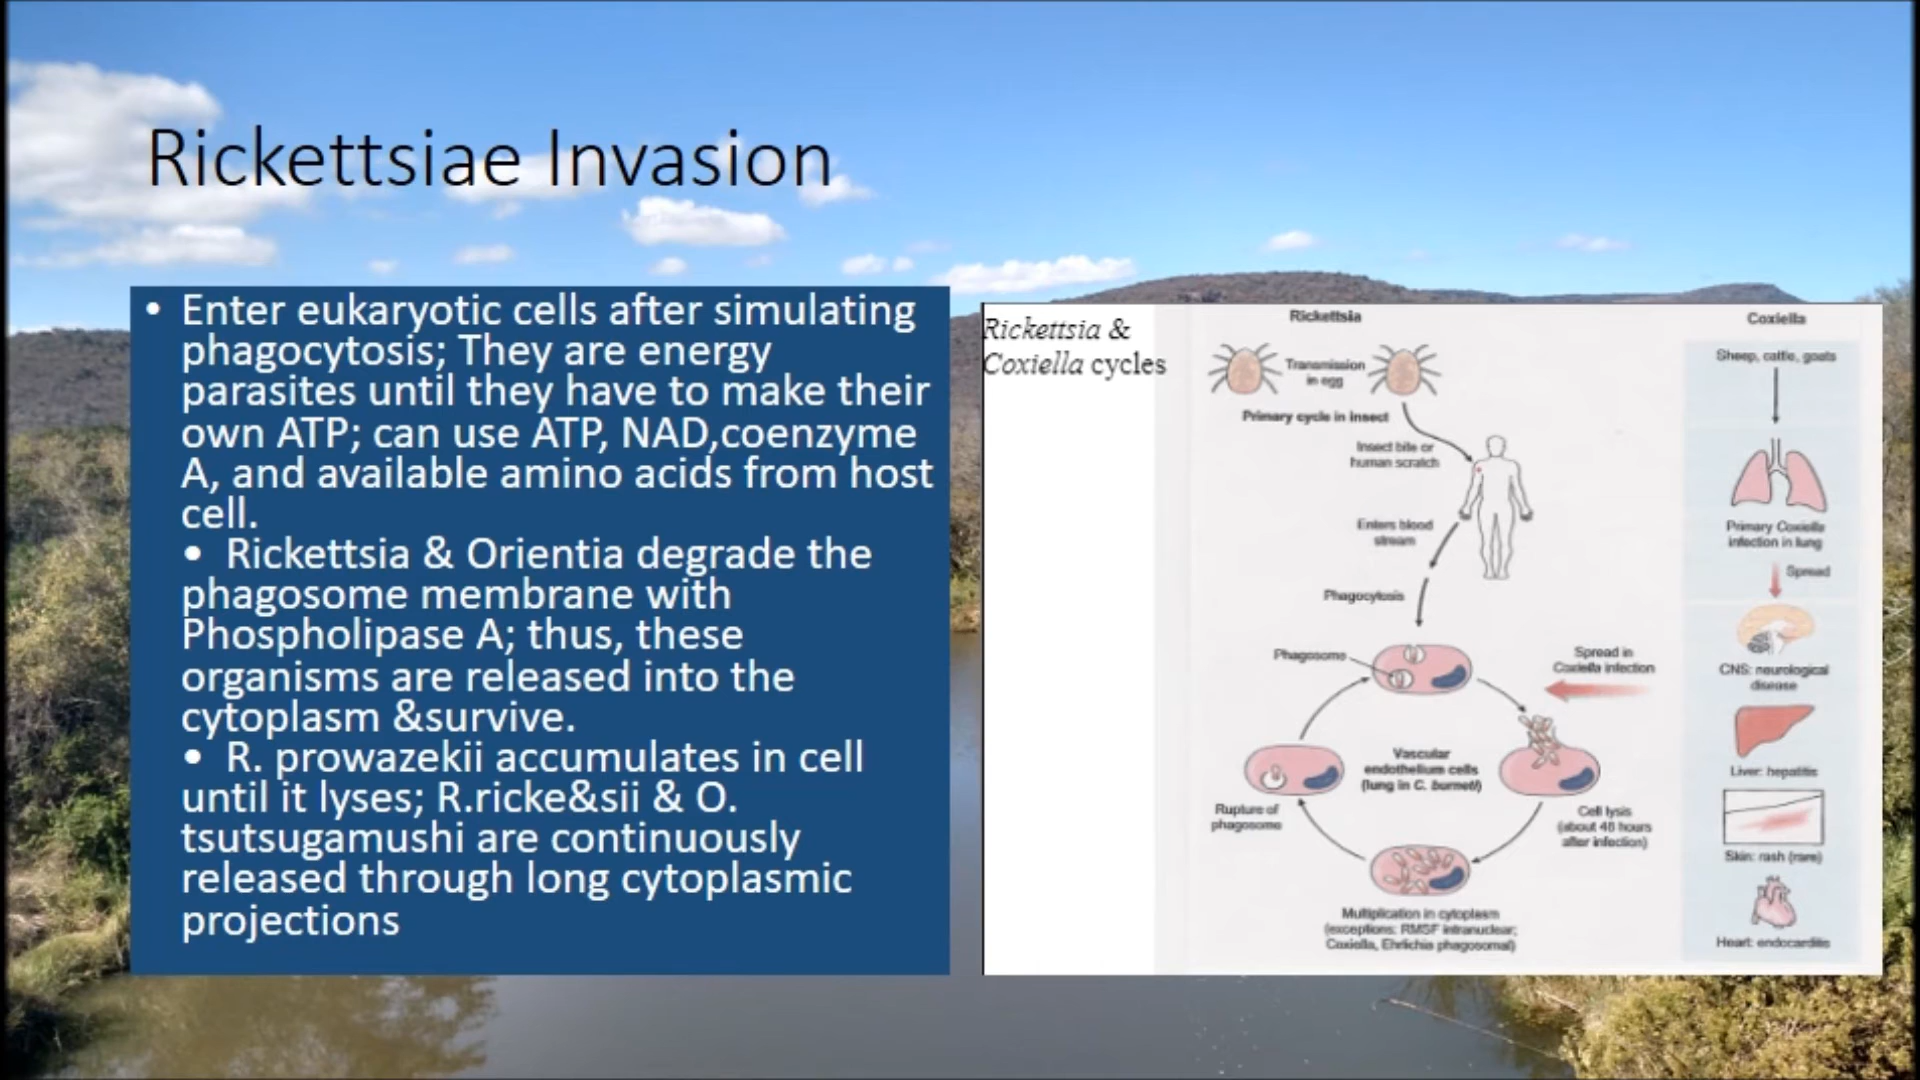 Rickettsiae Invasion
• Enter eukaryotic cells after simulating
phagocytosis; They are energy
parasites until they have to make their
own ATP; can use ATP, NAD,coenzyme
A, and available amino acids from host
cell.
• Rickettsia & Orientia degrade the
phagosome membrane with
Phospholipase A; thus, these
organisms are released into the
cytoplasm &survive.
• R. prowazekii accumulates in cell
until it lyses; R.ricke&sii & O.
tsutsugamushi are continuously
released through long cytoplasmic
projections
Rickettsia &
Coxiella cycles
Rickettsia
Transmission
in egg
Primary cycle in insect
Insect bite or
human scratch
Enters blood
stream
Phagocytosis
Phagosome
Spread in
Coxiella infection
Vascular
endothelium cells
(lung in C. burneti)
Rupture of
phagosome
Cell lysis
(about 48 hours
after infection)
Multiplication in cytoplasm
(exceptions: RMSF intranuclear;
Coxiella, Ehrlichia phagosomal)
Coxiella
Sheep, cattle, goats
Primary Coxiella
infection in lung
Spread
CNS: neurological
disease
Liver: hepatitis
Skin: rash (rare)
Heart: endocarditis